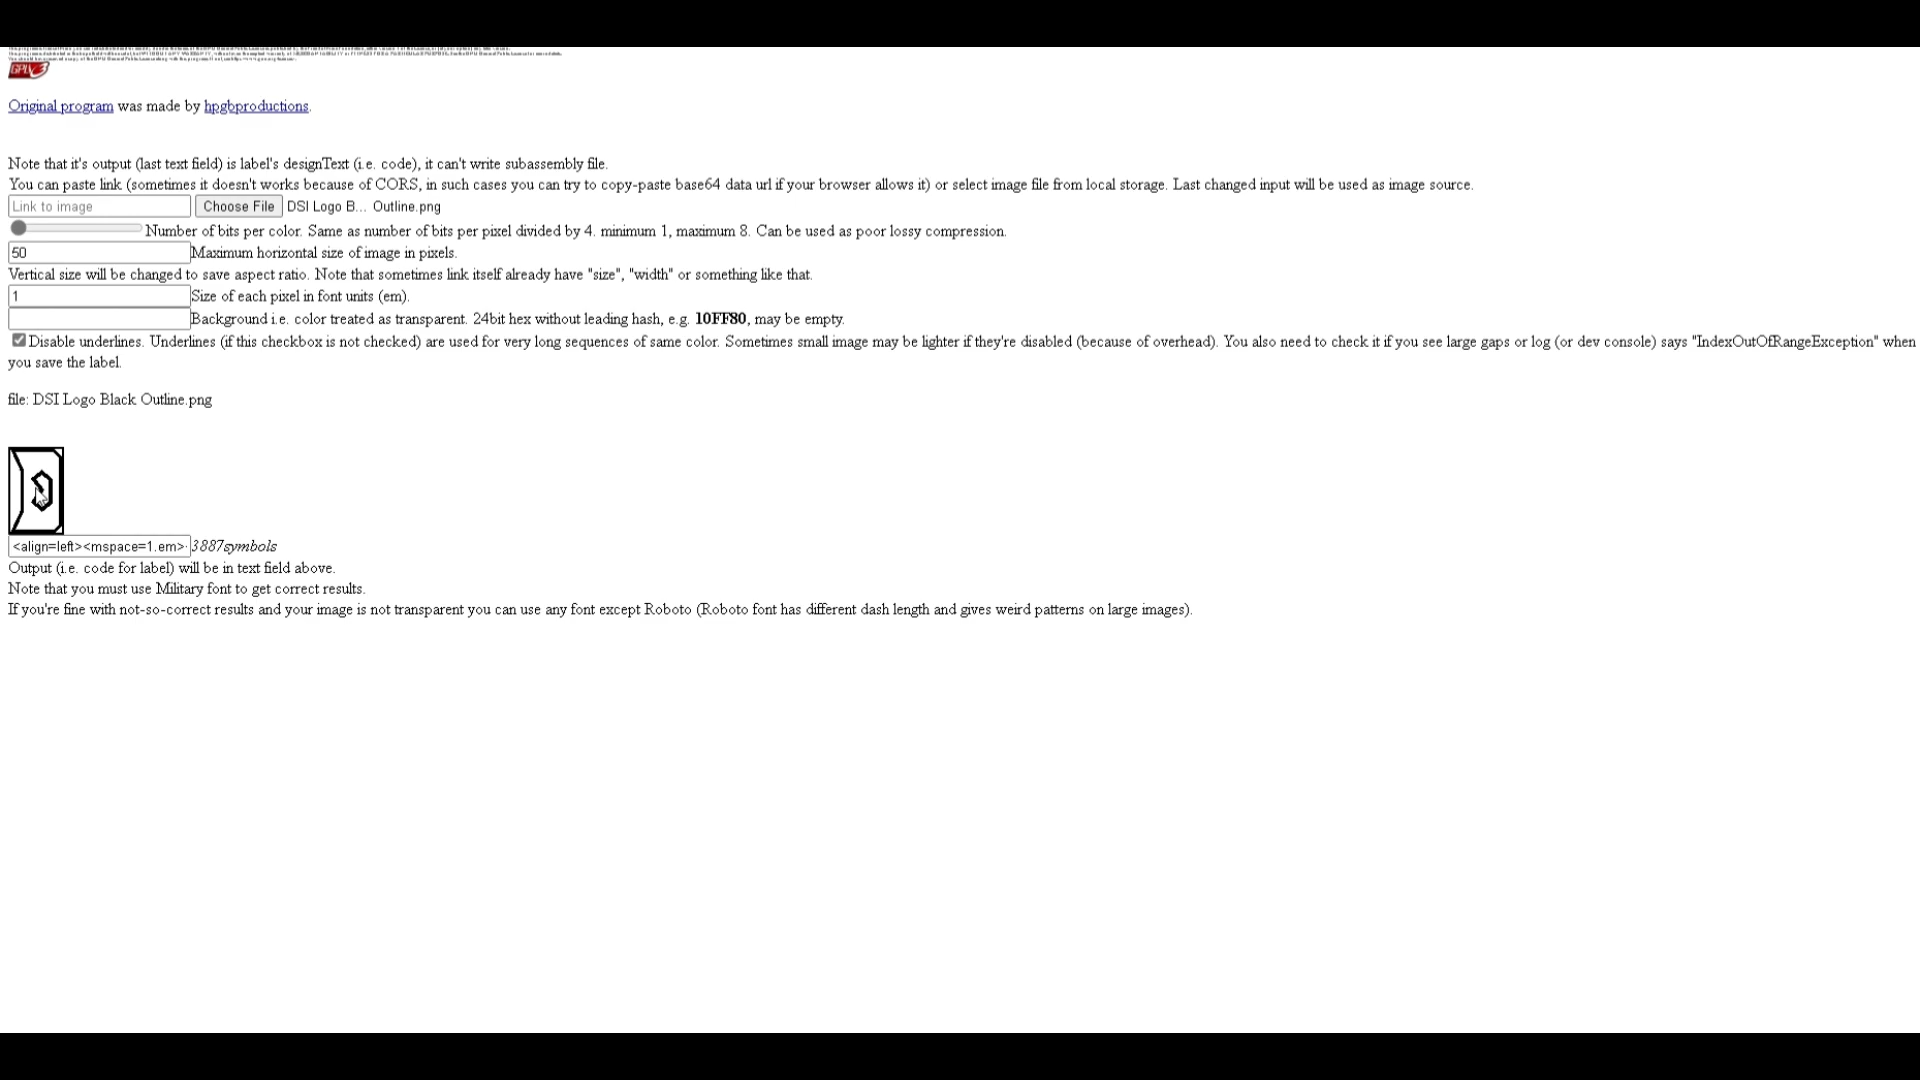 GPLv3
Original program was made by hpgbproductions.
Note that it's output (last text field) is label's designText (i.e. code), it can't write subassembly file.
You can paste link (sometimes it doesn't works because of CORS, in such cases you can try to copy-paste base64 data url if your browser allows it) or select image file from local storage. Last changed input will be used as image source.
Link to image Choose File DSI Logo B... Outline.png
Number of bits per color. Same as number of bits per pixel divided by 4. minimum 1, maximum 8. Can be used as poor lossy compression.
50 Maximum horizontal size of image in pixels.
Vertical size will be changed to save aspect ratio. Note that sometimes link itself already have "size", "width" or something like that.
1 Size of each pixel in font units (em).
Background i.e. color treated as transparent. 24bit hex without leading hash, e.g. 10FF80, may be empty.
Disable underlines. Underlines (if this checkbox is not checked) are used for very long sequences of same color. Sometimes small image may be lighter if they're disabled (because of overhead). You also need to check it if you see large gaps or log (or dev console) says "IndexOutOfRangeException" when
you save the label.
file: DSI Logo Black Outline.png
<align=left><mspace=1.em> 3887symbols
Output (i.e. code for label) will be in text field above.
Note that you must use Military font to get correct results.
If you're fine with not-so-correct results and your image is not transparent you can use any font except Roboto (Roboto font has different dash length and gives weird patterns on large images).